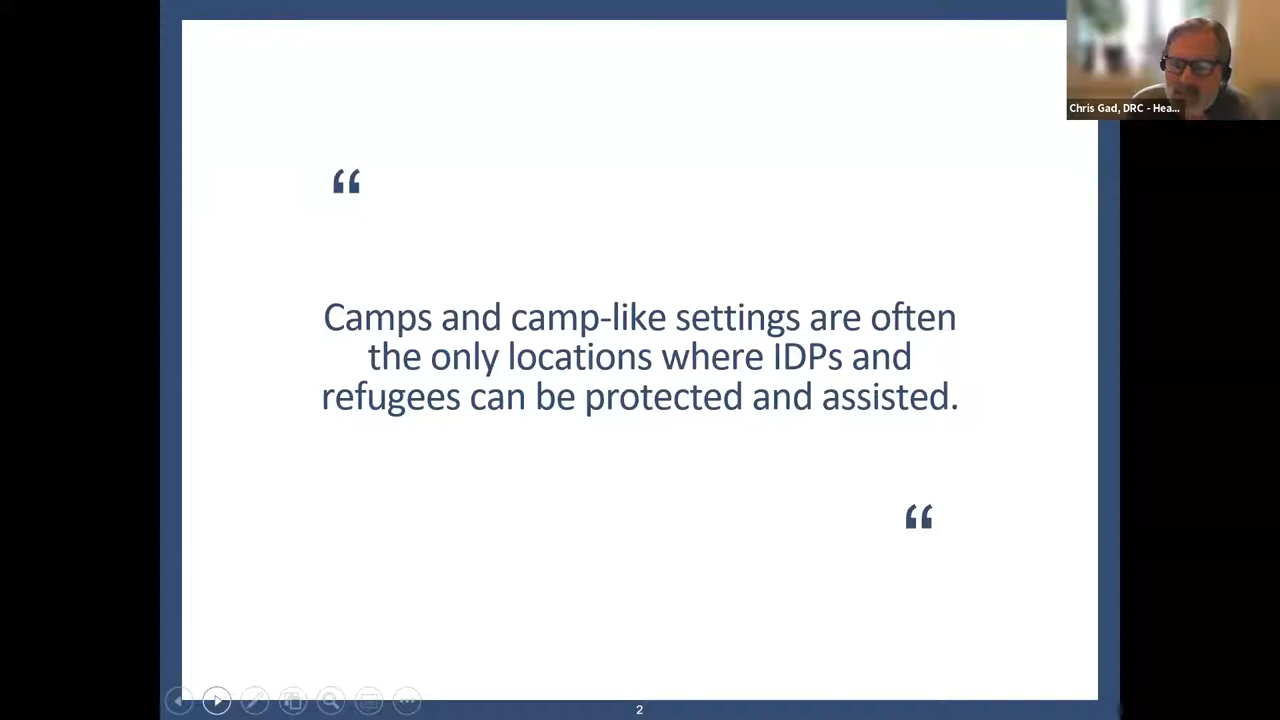 Chris Gad, DRC - Hea...
“
Camps and camp-like settings are often
the only locations where IDPs and
refugees can be protected and assisted.
“
2